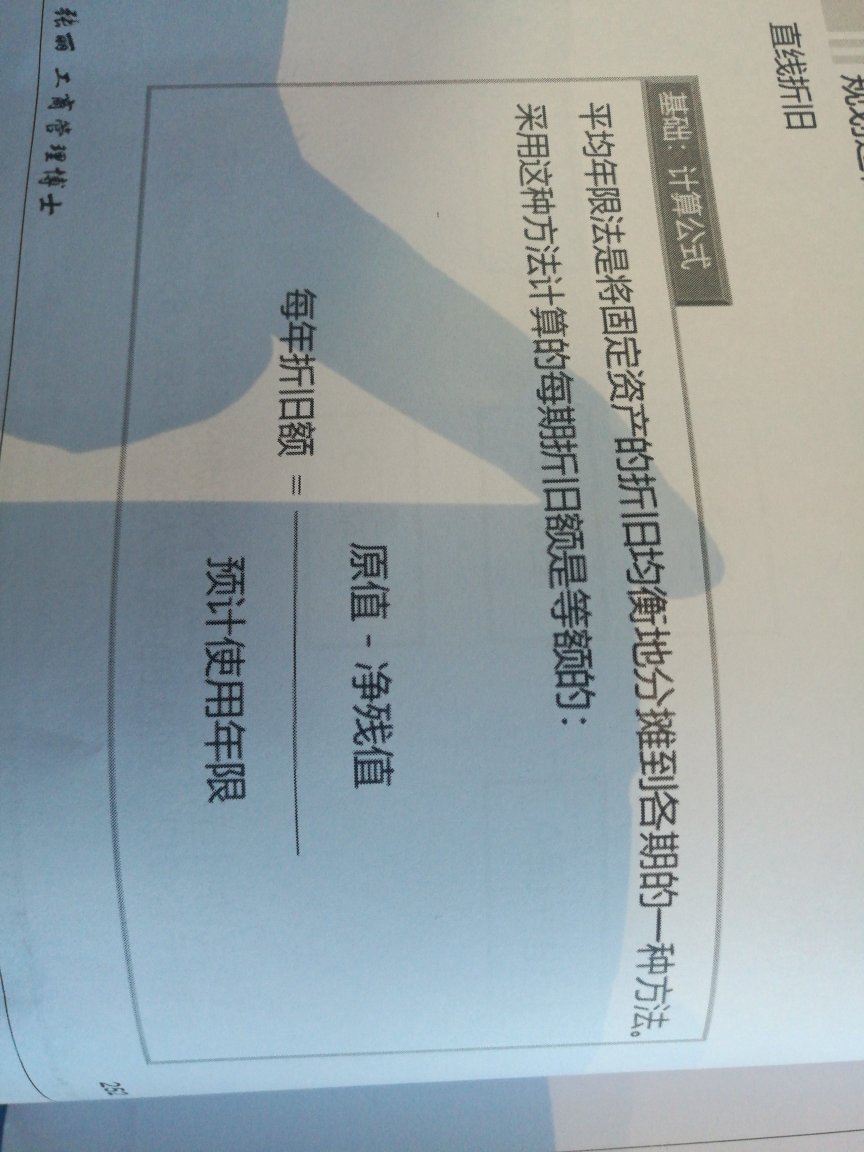 直线折旧
基础：计算公式
平均年限法是将固定资产的折旧均衡地分摊到各期的一种方法。
采用这种方法计算的每期折旧额是等额的：
原值 - 净残值
每年折旧额 =
预计使用年限
张丽 工商管理博士